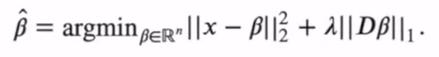 β̂ = argmin_{β∈ℝⁿ} ||x − β||₂² + λ||Dβ||₁.